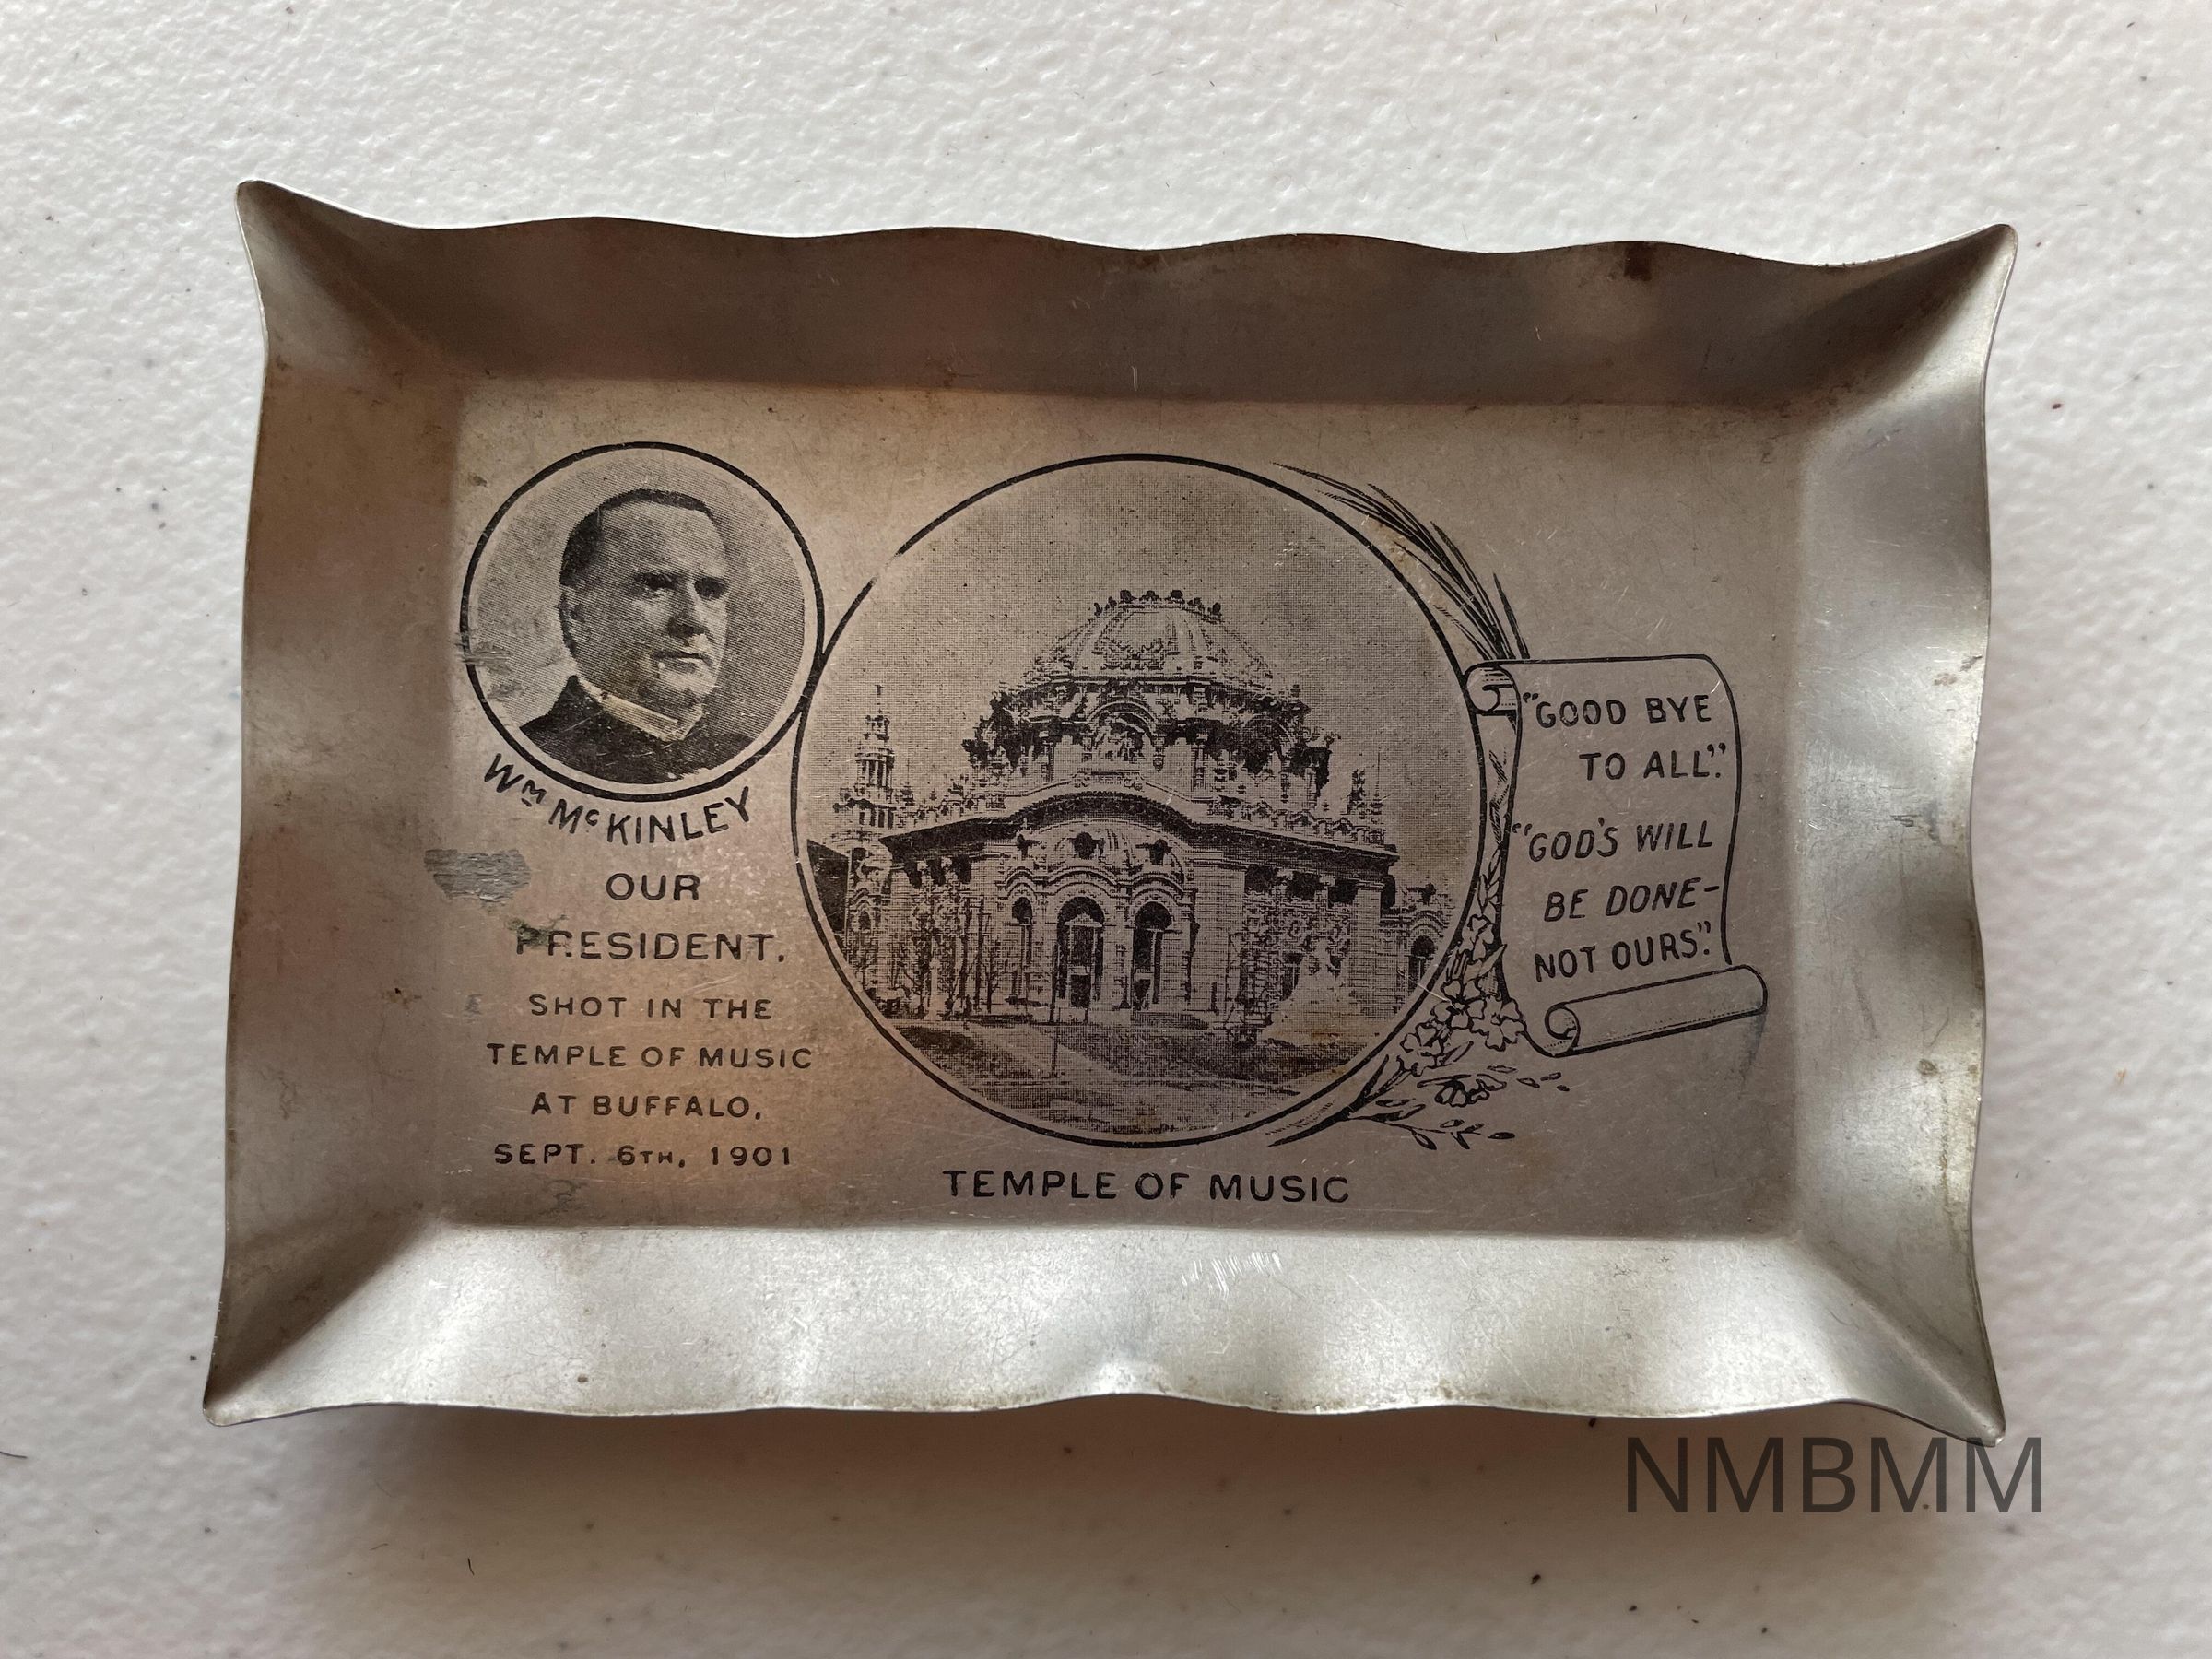 Wm McKINLEY
OUR
PRESIDENT.
SHOT IN THE
TEMPLE OF MUSIC
AT BUFFALO,
SEPT. 6TH, 1901
TEMPLE OF MUSIC
"GOOD BYE
TO ALL".
"GOD'S WILL
BE DONE-
NOT OURS".
NMBMM